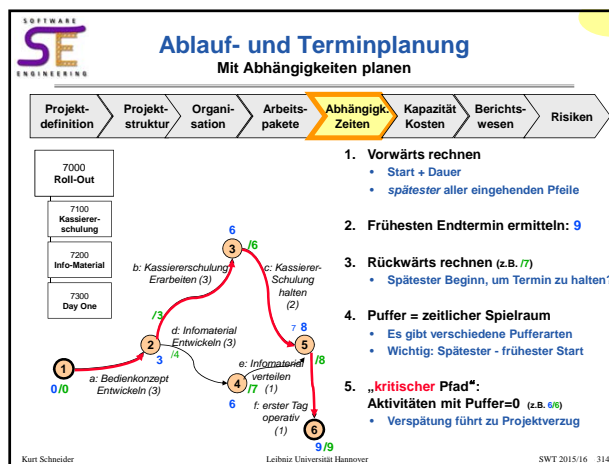 SOFTWARE
SE
ENGINEERING
Ablauf- und Terminplanung
Mit Abhängigkeiten planen
Projekt-
definition
Projekt-
struktur
Organi-
sation
Arbeits-
pakete
Abhängigk.
Zeiten
Kapazität
Kosten
Berichts-
wesen
Risiken
7000
Roll-Out
7100
Kassierer-
schulung
7200
Info-Material
7300
Day One
6
/6
3
b: Kassiererschulung
Erarbeiten (3)
c: Kassierer-
Schulung
halten
(2)
/3
d: Infomaterial
Entwickeln (3)
2
3
/4
7 8
5
/8
1
0/0
a: Bedienkonzept
Entwickeln (3)
e: Infomaterial
verteilen
(1)
4
/7
6
f: erster Tag
operativ
(1)
6
9/9
1. Vorwärts rechnen
• Start + Dauer
• spätester aller eingehenden Pfeile
2. Frühesten Endtermin ermitteln: 9
3. Rückwärts rechnen (z.B. /7)
• Spätester Beginn, um Termin zu halten?
4. Puffer = zeitlicher Spielraum
• Es gibt verschiedene Pufferarten
• Wichtig: Spätester - frühester Start
5. „kritischer Pfad“:
Aktivitäten mit Puffer=0 (z.B. 6/6)
• Verspätung führt zu Projektverzug
Kurt Schneider
Leibniz Universität Hannover
SWT 2015/16 314